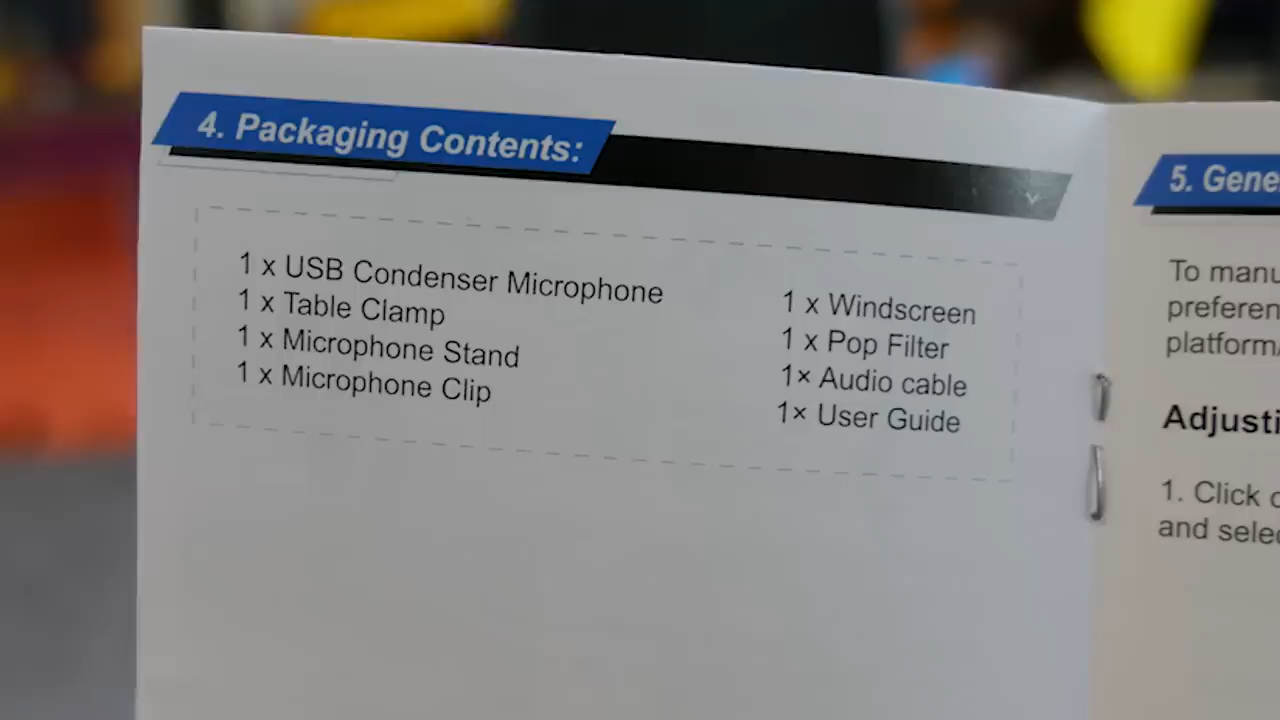 4. Packaging Contents:
1 x USB Condenser Microphone
1 x Table Clamp
1 x Microphone Stand
1 x Microphone Clip
1 x Windscreen
1 x Pop Filter
1× Audio cable
1× User Guide
5. Gene
To manu
preferen
platform/
Adjusti
1. Click
and selec